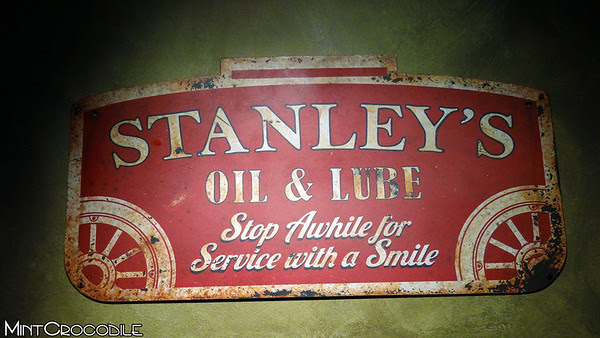 STANLEY'S
OIL & LUBE
Stop Awhile for
Service with a Smile
MINTCROCODILE